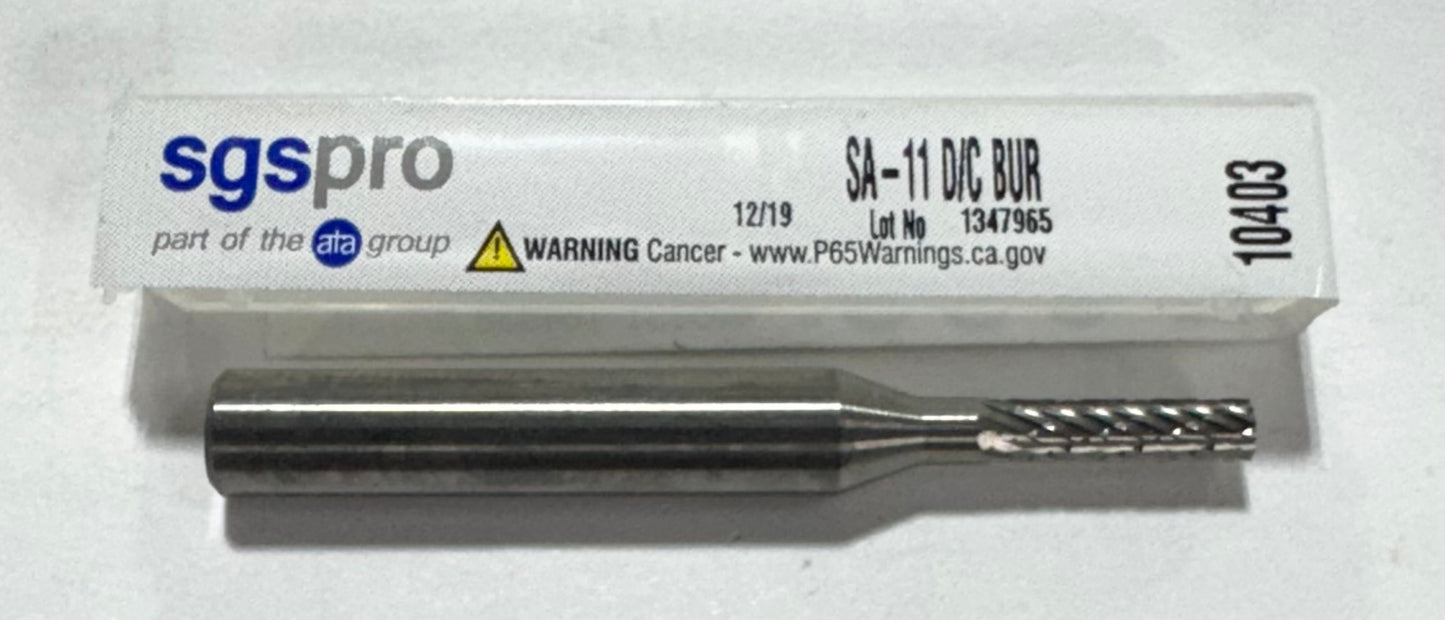 sgspro
part of the ata group
SA-11 D/C BUR
12/19 Lot No 1347965
WARNING Cancer - www.P65Warnings.ca.gov
10403